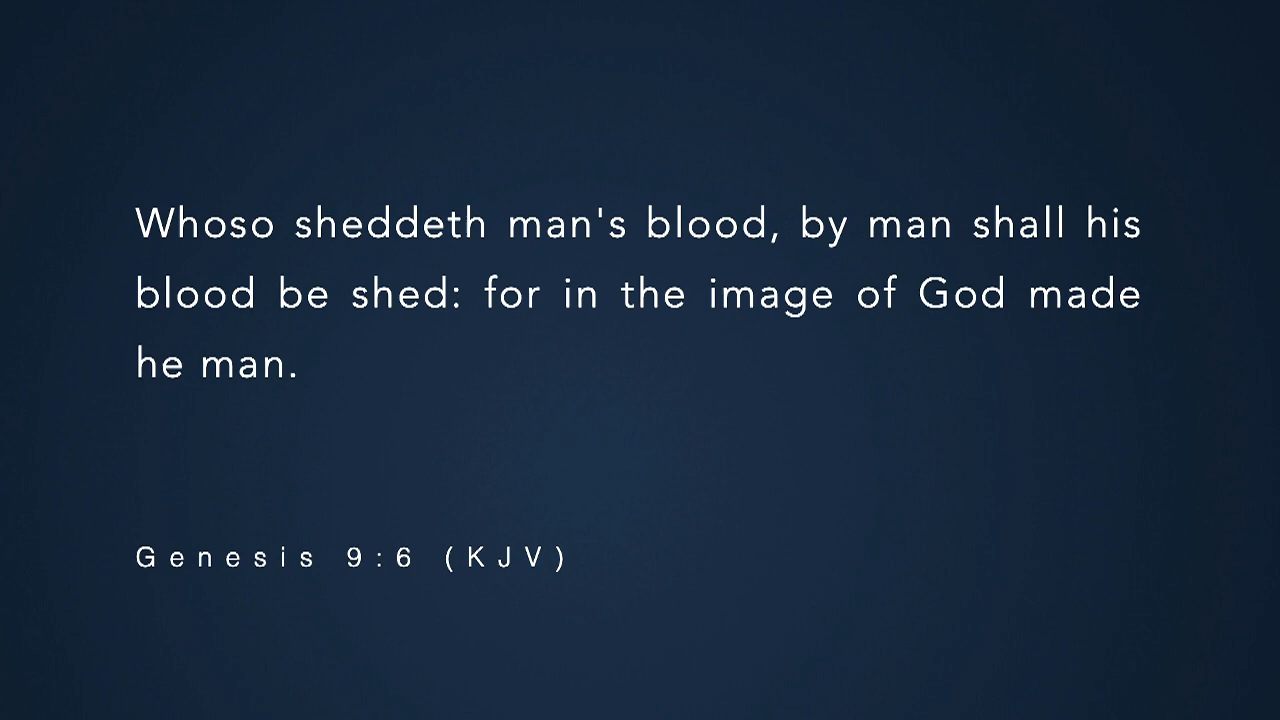 Whoso sheddeth man's blood, by man shall his
blood be shed: for in the image of God made
he man.
Genesis 9:6 (KJV)